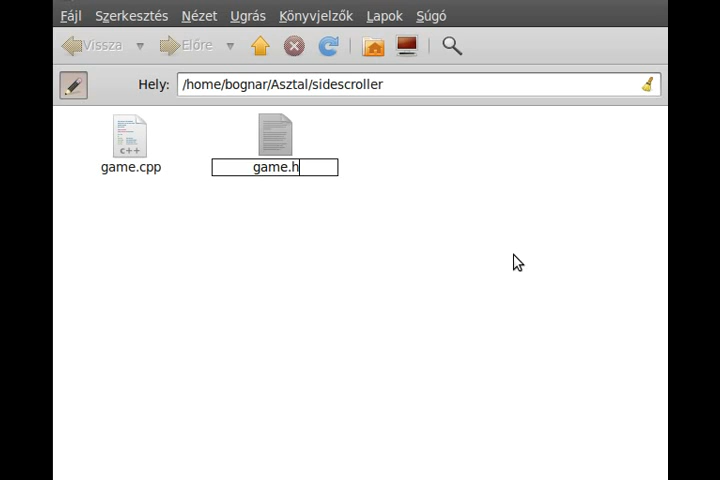 Fájl Szerkesztés Nézet Ugrás Könyvjelzők Lapok Súgó
Vissza Előre
Hely: /home/bognar/Asztal/sidescroller
c++
game.cpp game.h